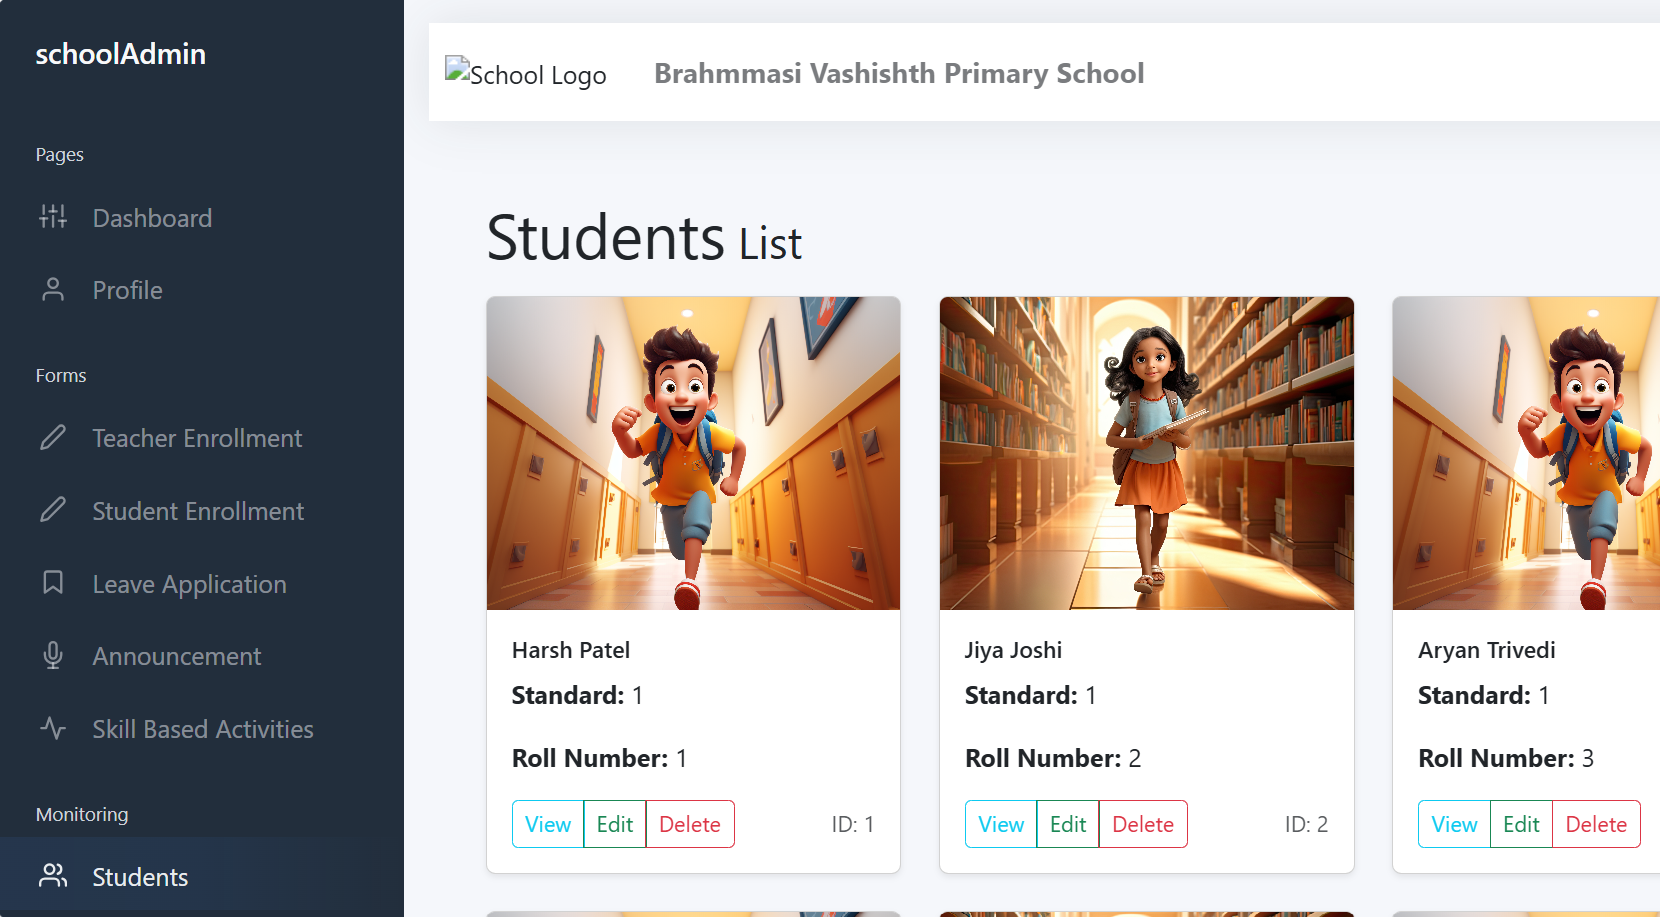 schoolAdmin
Pages
Dashboard
Profile
Forms
Teacher Enrollment
Student Enrollment
Leave Application
Announcement
Skill Based Activities
Monitoring
Students
School Logo
Brahmmasi Vashishth Primary School
Students List
Harsh Patel
Standard: 1
Roll Number: 1
View Edit Delete ID: 1
Jiya Joshi
Standard: 1
Roll Number: 2
View Edit Delete ID: 2
Aryan Trivedi
Standard: 1
Roll Number: 3
View Edit Delete